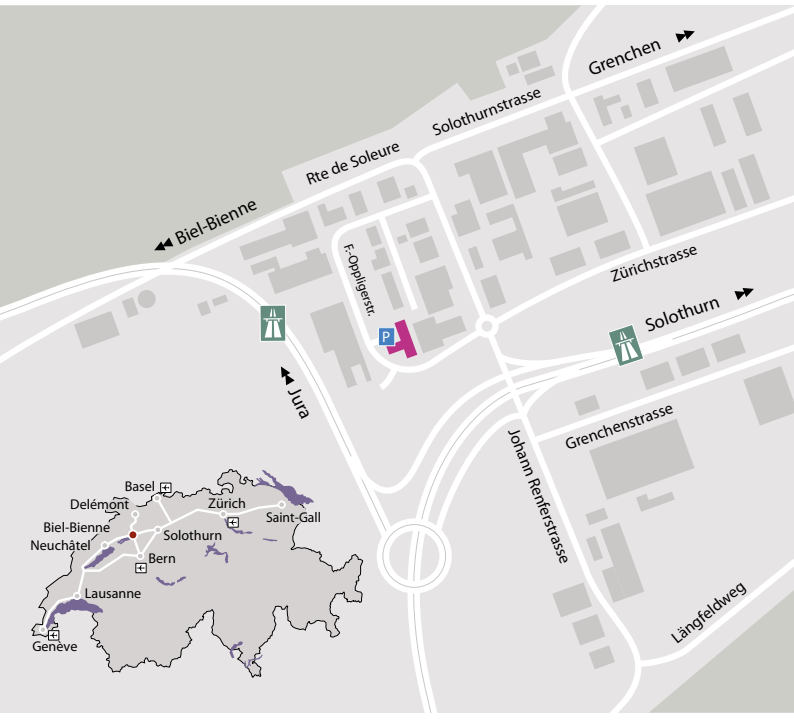 Grenchen
Solothurnstrasse
Rte de Soleure
Biel-Bienne
F.-Oppligerstr.
Zürichstrasse
Solothurn
P
Jura
Grenchenstrasse
Johann Renferstrasse
Längfeldweg
Basel
Delémont
Zürich
Saint-Gall
Biel-Bienne
Solothurn
Neuchâtel
Bern
Lausanne
Genève